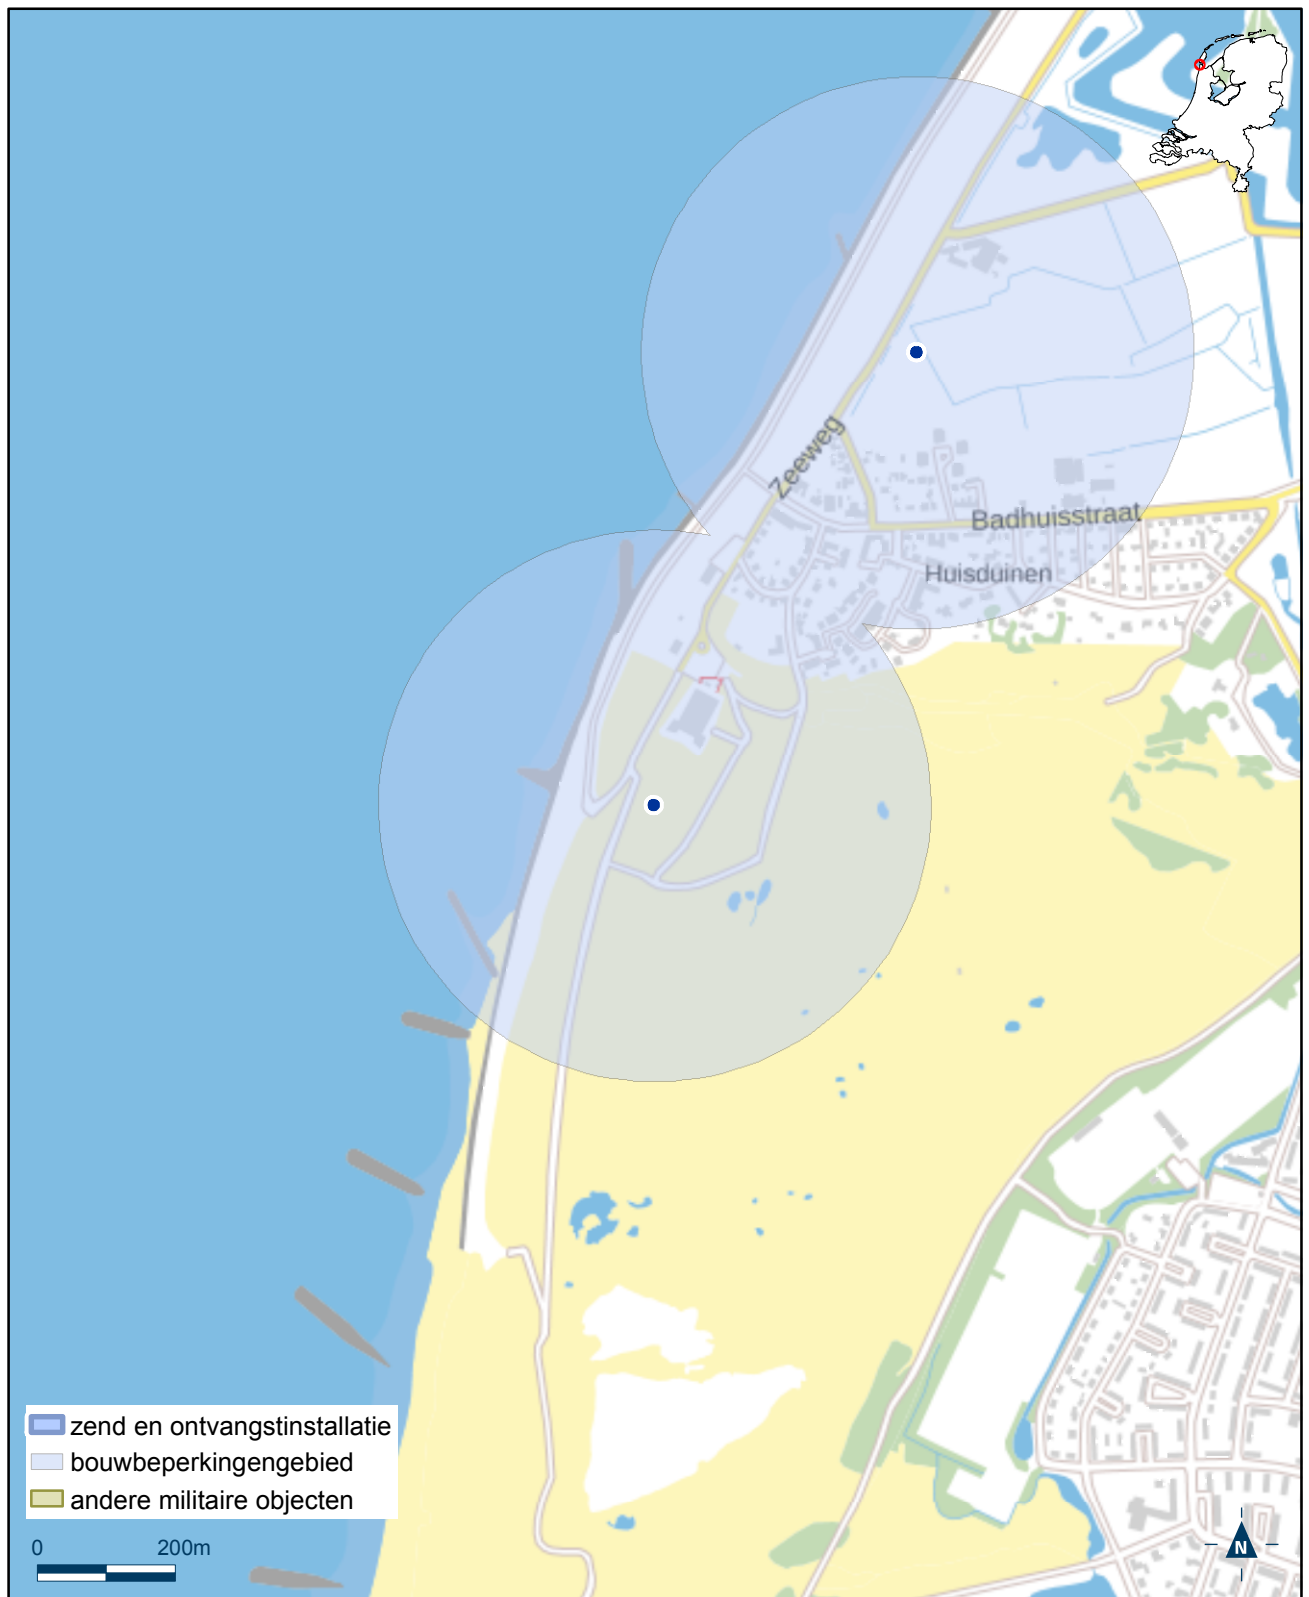 Zeeweg
Badhuisstraat
Huisduinen
zend en ontvangstinstallatie
bouwbeperkingengebied
andere militaire objecten
0 200m
N